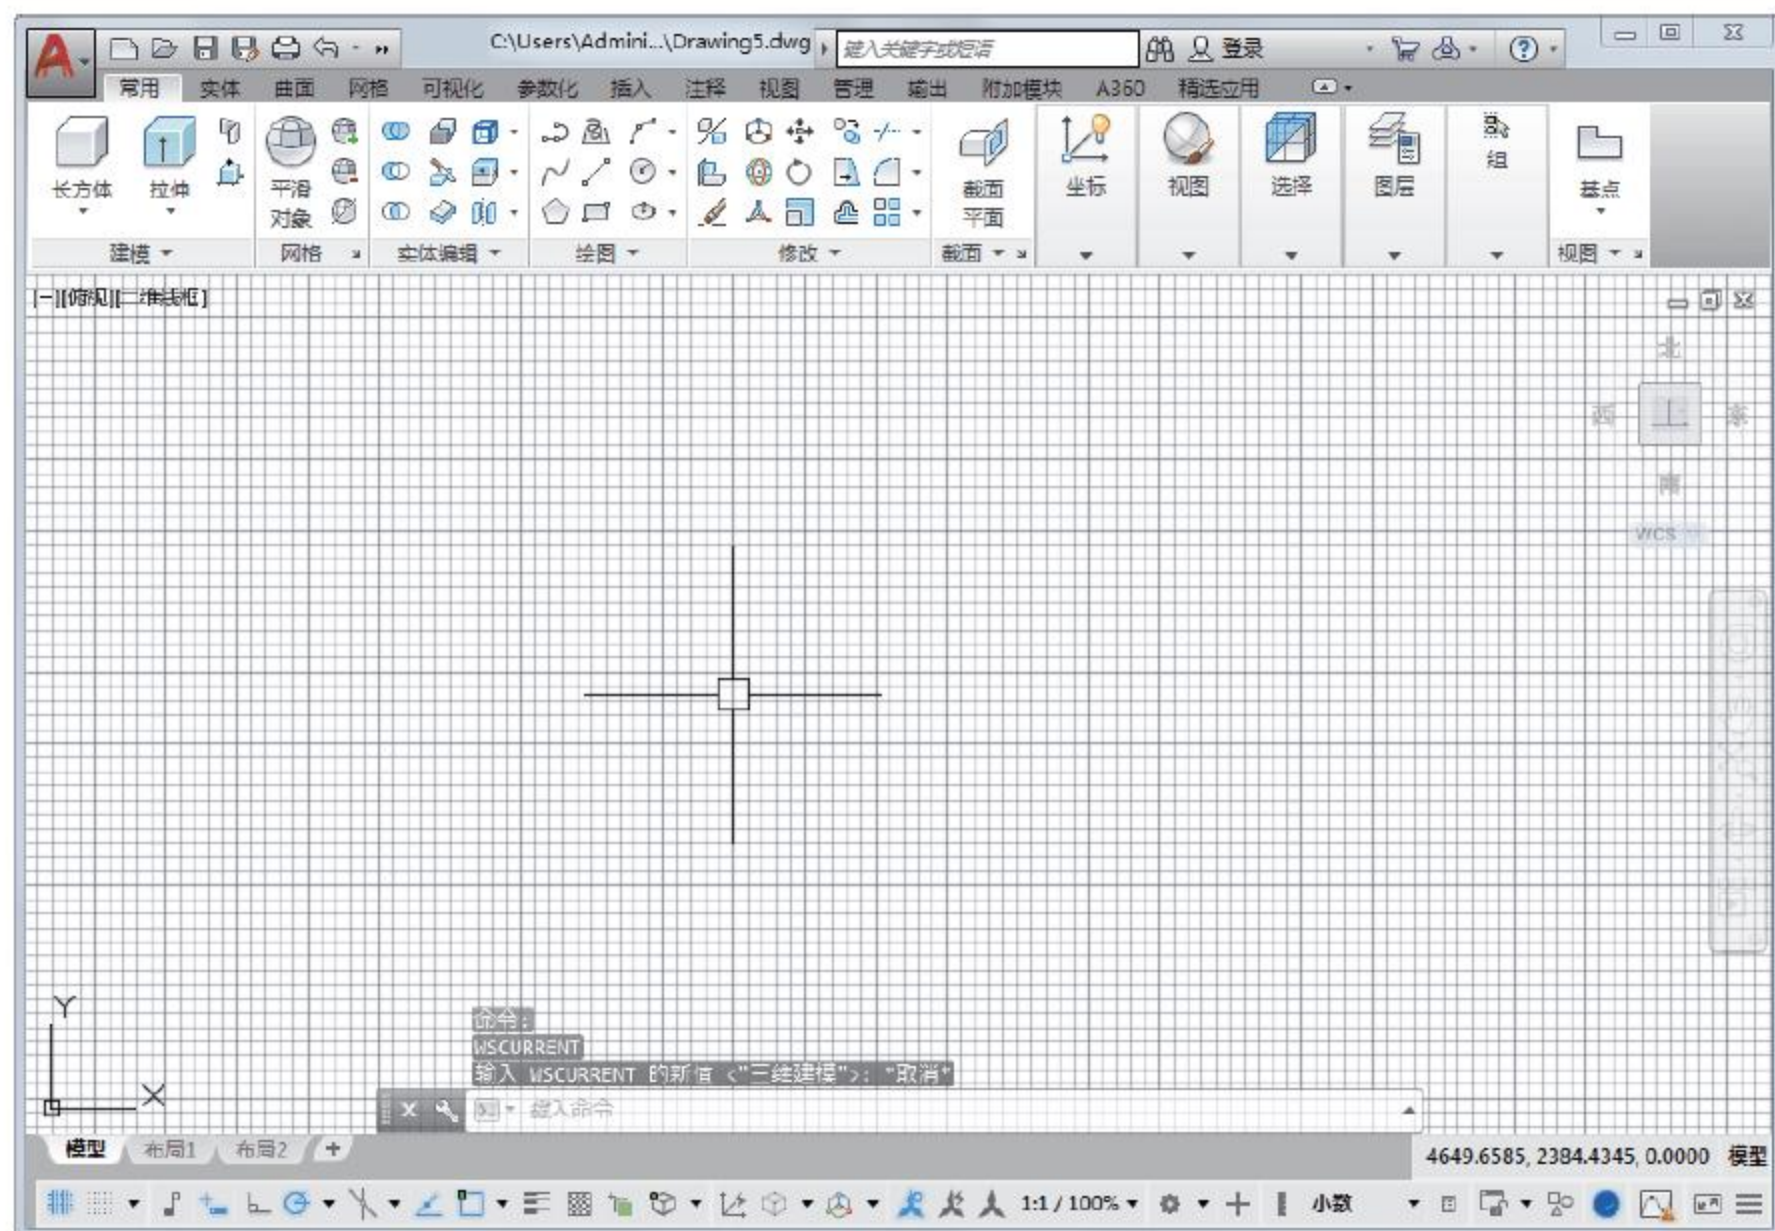 C:\Users\Admini...\Drawing5.dwg 键入关键字或短语 登录
常用 实体 曲面 网格 可视化 参数化 插入 注释 视图 管理 输出 附加模块 A360 精选应用
长方体 拉伸 平滑 对象 截面 平面 坐标 视图 选择 图层 组 基点
建模 网格 实体编辑 绘图 修改 截面 视图
[-][俯视][二维线框]
北
西 上 东
南
WCS
Y
X
命令:
WSCURRENT
输入 WSCURRENT 的新值 <"三维建模">: *取消*
键入命令
模型 布局1 布局2 +
4649.6585, 2384.4345, 0.0000 模型
1:1 / 100% 小数